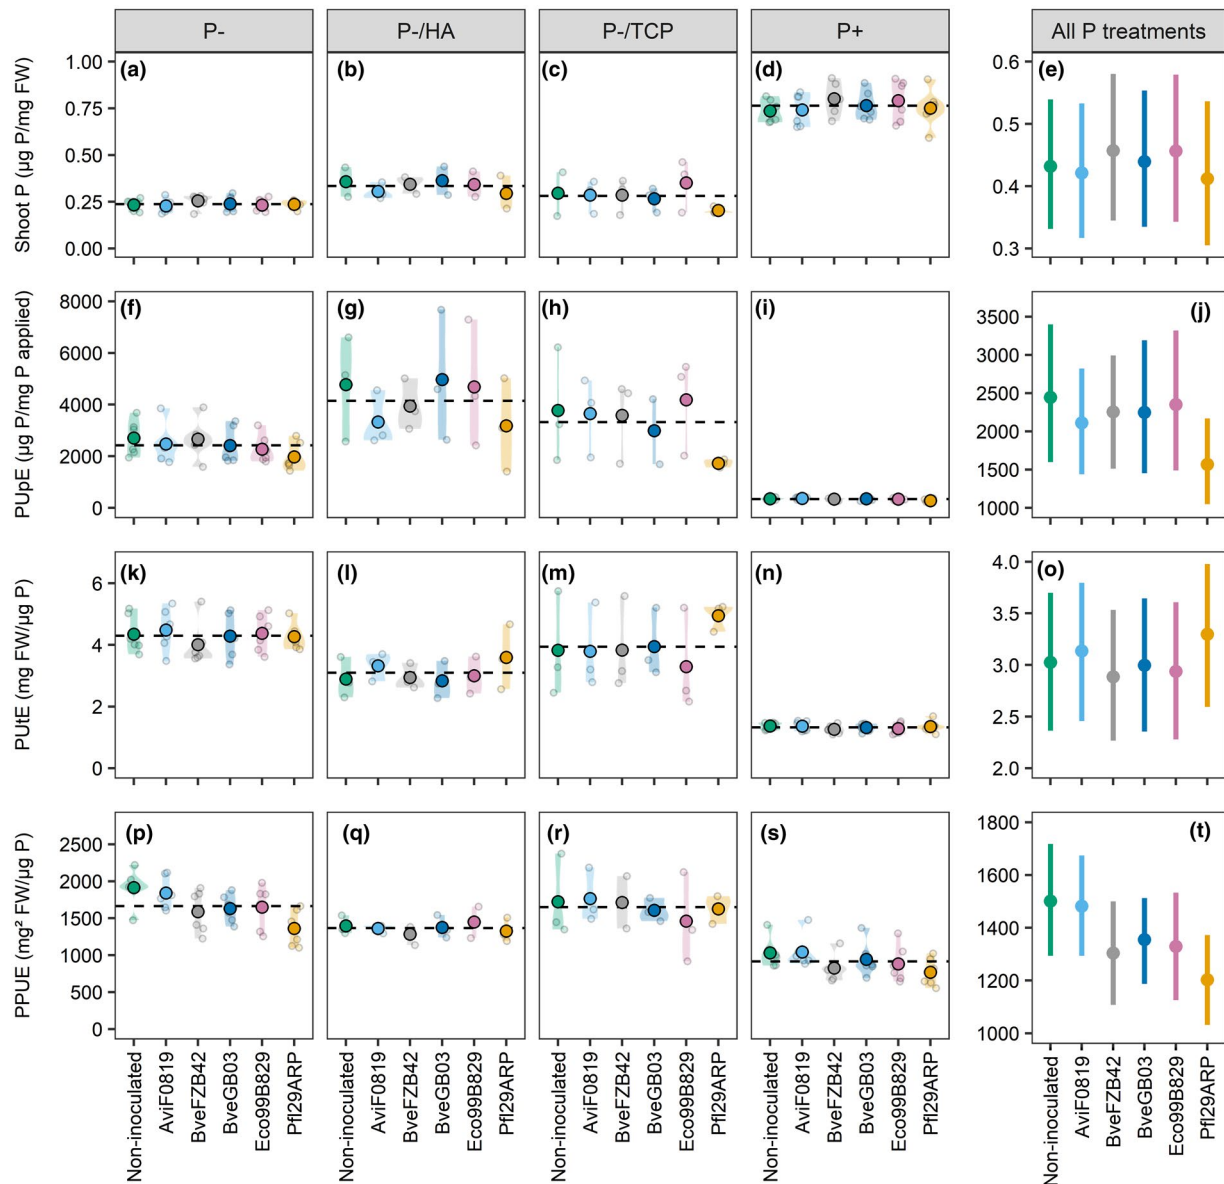 P-
P-/HA
P-/TCP
P+
All P treatments
Shoot P (µg P/mg FW)
1.00
0.75
0.50
0.25
0.00
(a)
(b)
(c)
(d)
0.6
0.5
0.4
0.3
(e)
PUpE (µg P/mg P applied)
8000
6000
4000
2000
0
(f)
(g)
(h)
(i)
3500
3000
2500
2000
1500
1000
(j)
PUtE (mg FW/µg P)
6
4
2
0
(k)
(l)
(m)
(n)
4.0
3.5
3.0
2.5
2.0
(o)
PPUE (mg² FW/µg P)
2500
2000
1500
1000
500
0
(p)
(q)
(r)
(s)
1800
1600
1400
1200
1000
(t)
Non-inoculated
AviF0819
BveFZB42
BveGB03
Eco99B829
Pfl29ARP
Non-inoculated
AviF0819
BveFZB42
BveGB03
Eco99B829
Pfl29ARP
Non-inoculated
AviF0819
BveFZB42
BveGB03
Eco99B829
Pfl29ARP
Non-inoculated
AviF0819
BveFZB42
BveGB03
Eco99B829
Pfl29ARP
Non-inoculated
AviF0819
BveFZB42
BveGB03
Eco99B829
Pfl29ARP